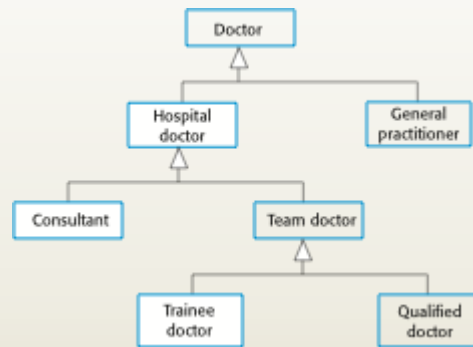 Doctor
Hospital
doctor
General
practitioner
Consultant
Team doctor
Trainee
doctor
Qualified
doctor